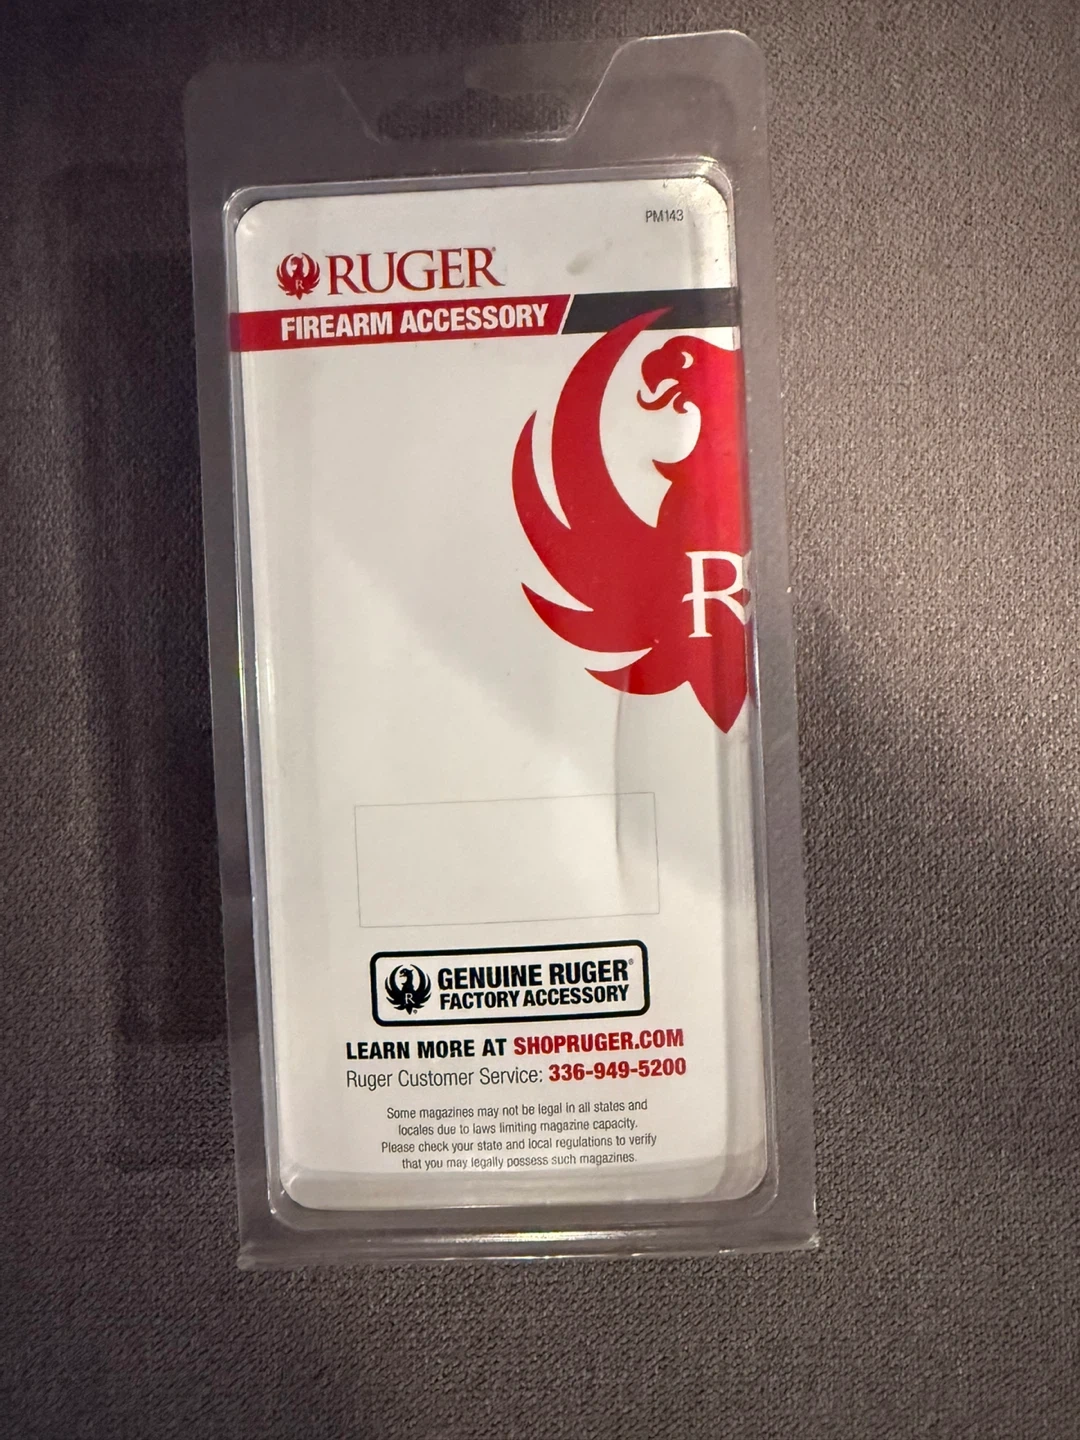 PM143
RUGER®
FIREARM ACCESSORY
R
R
GENUINE RUGER®
FACTORY ACCESSORY
LEARN MORE AT SHOPRUGER.COM
Ruger Customer Service: 336-949-5200
Some magazines may not be legal in all states and
locales due to laws limiting magazine capacity.
Please check your state and local regulations to verify
that you may legally possess such magazines.